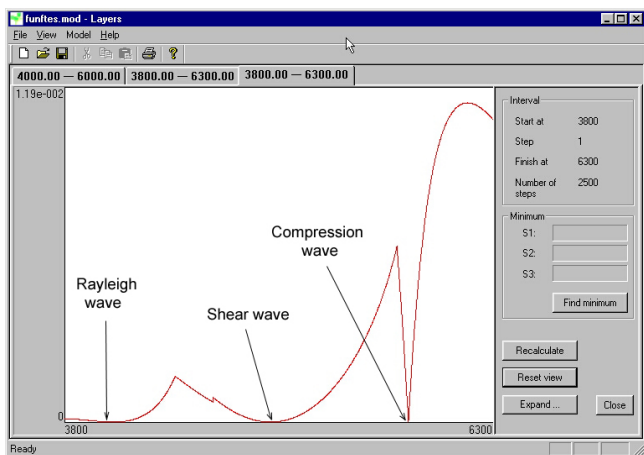 funftes.mod - Layers
File View Model Help
4000.00 — 6000.00 3800.00 — 6300.00 3800.00 — 6300.00
1.19e-002
0
3800
6300
Rayleigh
wave
Shear wave
Compression
wave
Interval
Start at 3800
Step 1
Finish at 6300
Number of
steps 2500
Minimum
S1:
S2:
S3:
Find minimum
Recalculate
Reset view
Expand ...
Close
Ready